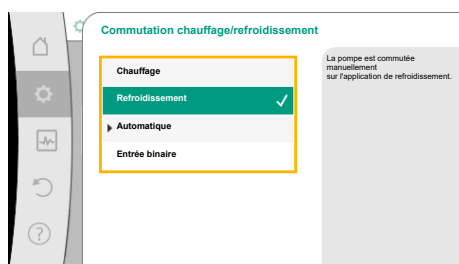 Commutation chauffage/refroidissement
Chauffage
Refroidissement
Automatique
Entrée binaire
La pompe est commutée
manuellement
sur l'application de refroidissement.
?